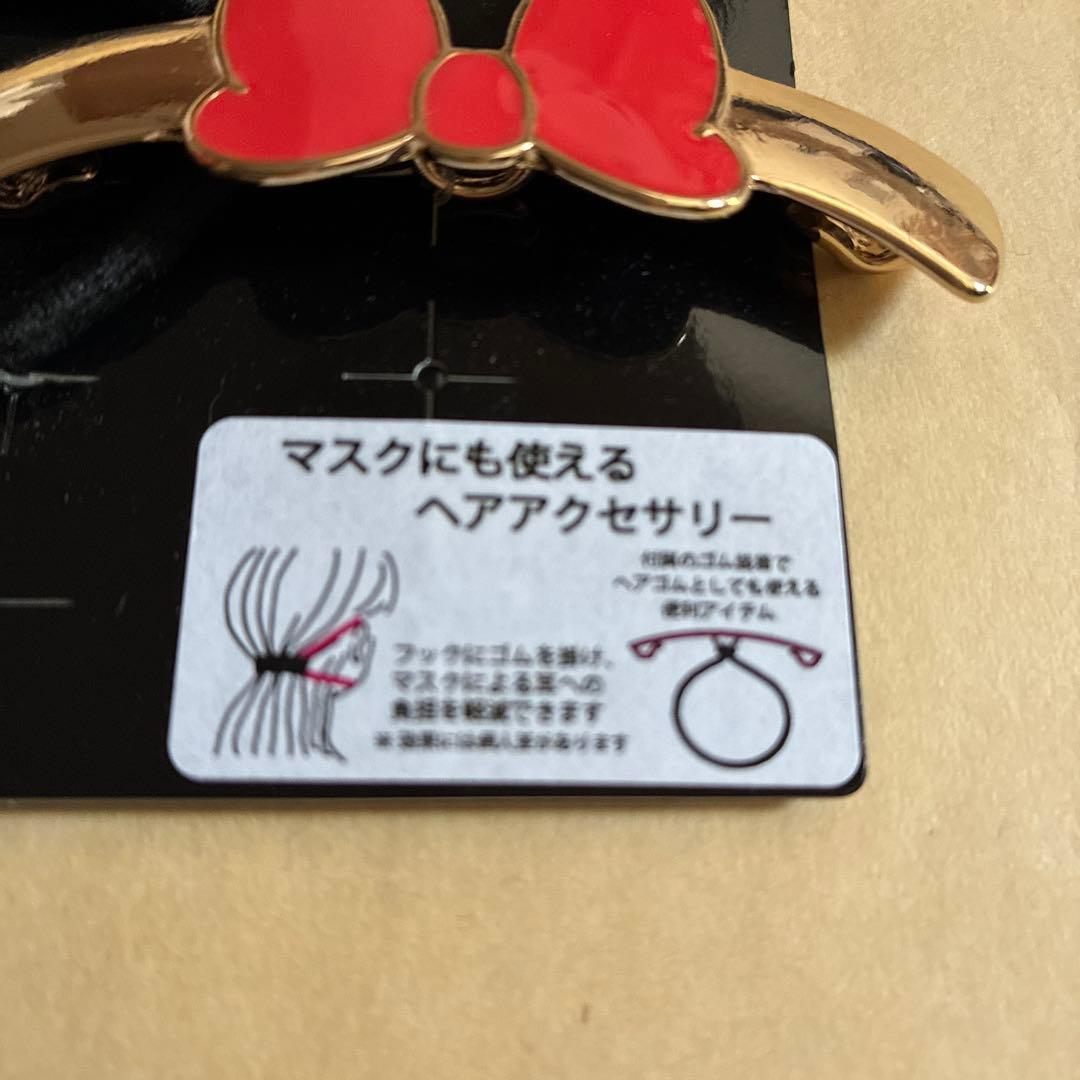 マスクにも使える
ヘアアクセサリー
付属のゴム装着で
ヘアゴムとしても使える
便利アイテム
フックにゴムを掛け、
マスクによる耳への
負担を軽減できます
※効果には個人差があります